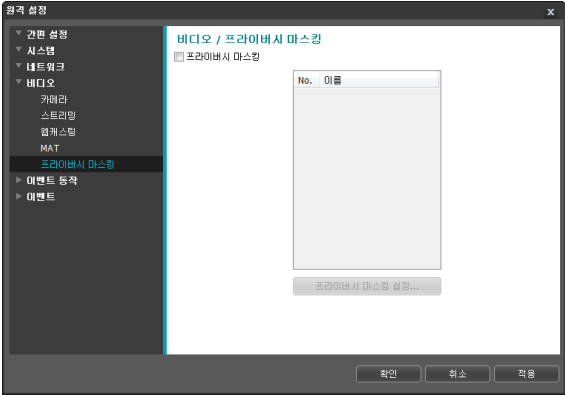 원격 설정
x
간편 설정
시스템
네트워크
비디오
카메라
스트리밍
웹캐스팅
MAT
프라이버시 마스킹
이벤트 동작
이벤트
비디오 / 프라이버시 마스킹
프라이버시 마스킹
No. 이름
프라이버시 마스킹 설정...
확인 취소 적용